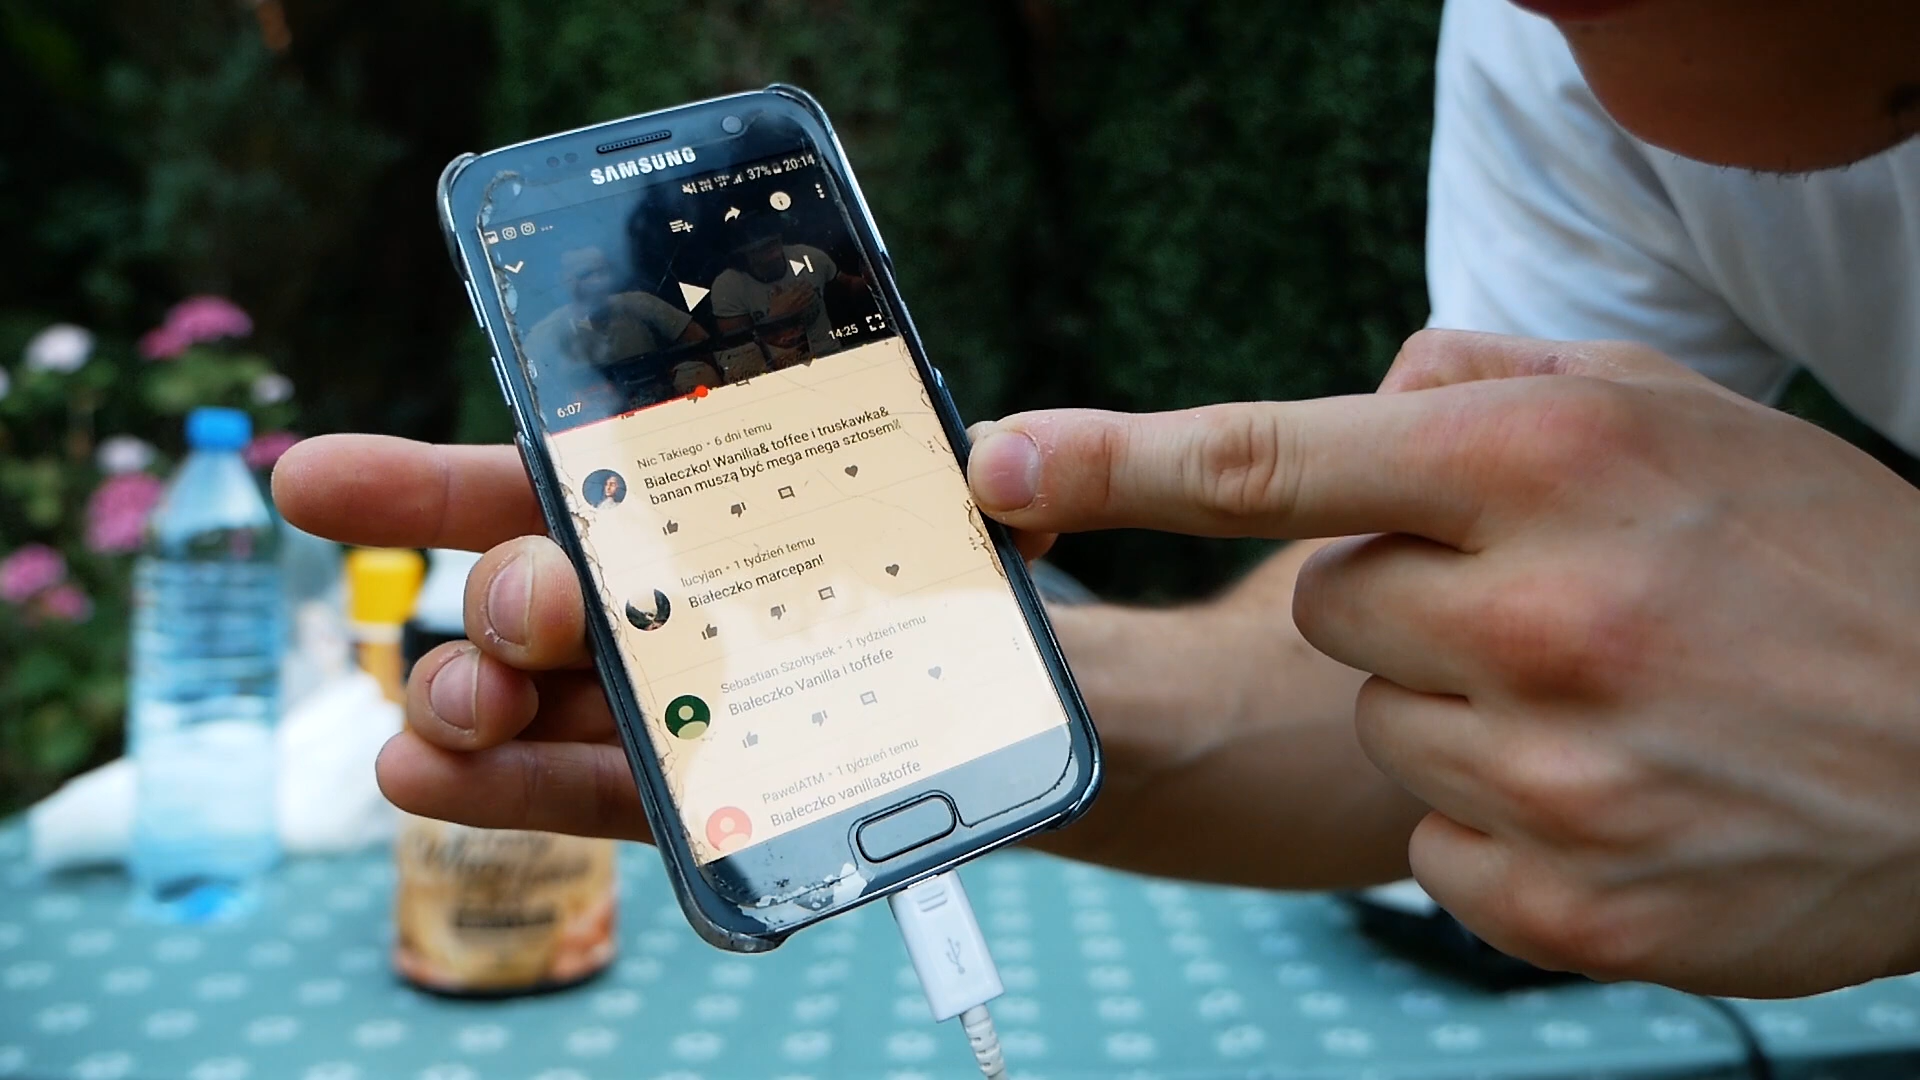 SAMSUNG
37% 20:14
14:25
6:07
Nic Takiego • 6 dni temu
Białeczko! Wanilia& toffee i truskawka&
banan muszą być mega mega sztosem!!
lucyjan • 1 tydzień temu
Białeczko marcepan!
Sebastian Szołtysek • 1 tydzień temu
Białeczko Vanilla i toffefe
PawelATM • 1 tydzień temu
Białeczko vanilla&toffe